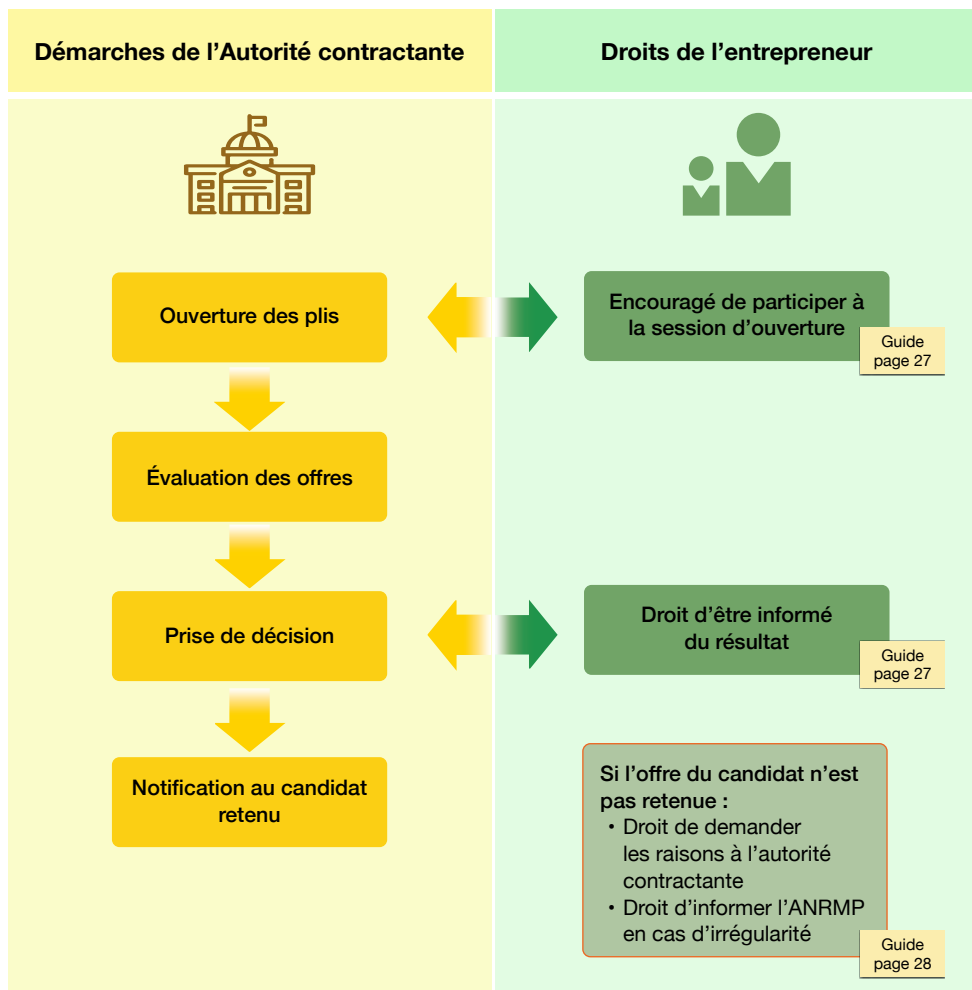 Démarches de l’Autorité contractante
Droits de l’entrepreneur
Ouverture des plis
Encouragé de participer à
la session d’ouverture
Guide
page 27
Évaluation des offres
Prise de décision
Droit d’être informé
du résultat
Guide
page 27
Notification au candidat
retenu
Si l’offre du candidat n’est
pas retenue :
• Droit de demander
les raisons à l’autorité
contractante
• Droit d’informer l’ANRMP
en cas d’irrégularité
Guide
page 28